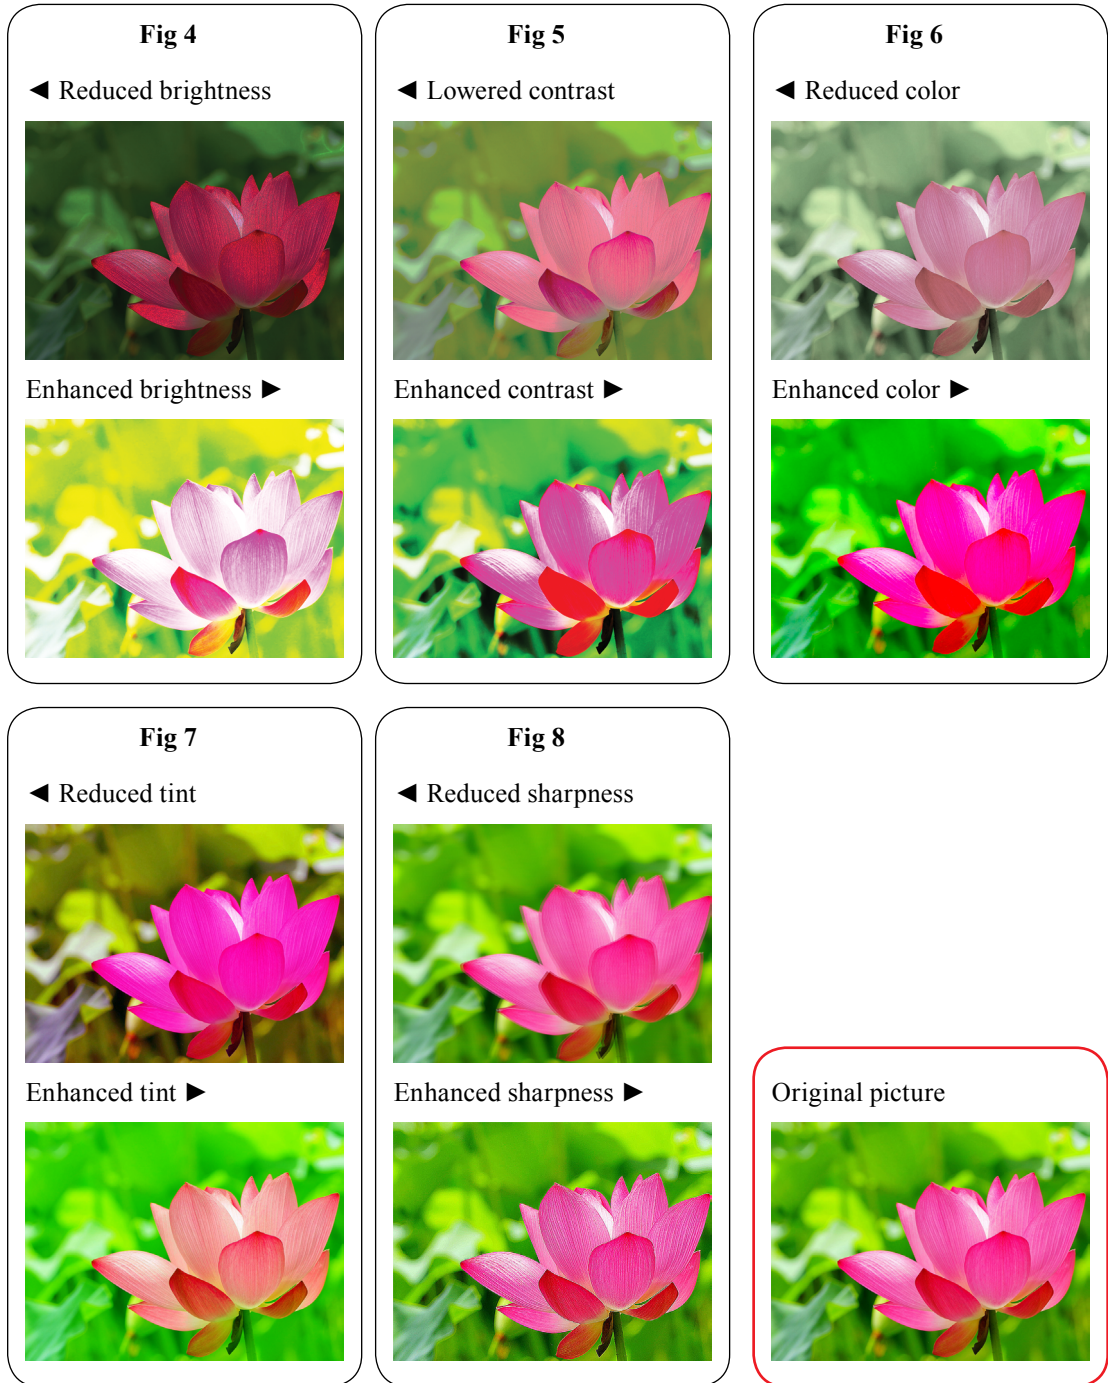 Fig 4
◄ Reduced brightness
Enhanced brightness ►
Fig 5
◄ Lowered contrast
Enhanced contrast ►
Fig 6
◄ Reduced color
Enhanced color ►
Fig 7
◄ Reduced tint
Enhanced tint ►
Fig 8
◄ Reduced sharpness
Enhanced sharpness ►
Original picture